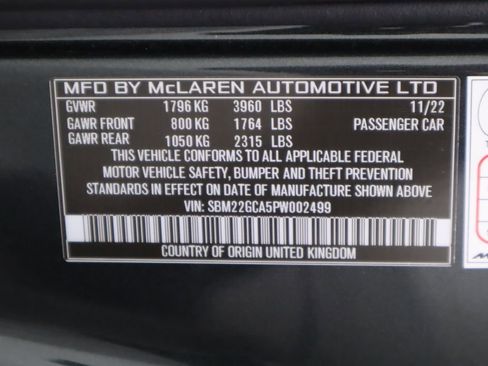 MFD BY McLAREN AUTOMOTIVE LTD
GVWR 1796 KG 3960 LBS 11/22
GAWR FRONT 800 KG 1764 LBS PASSENGER CAR
GAWR REAR 1050 KG 2315 LBS
THIS VEHICLE CONFORMS TO ALL APPLICABLE FEDERAL
MOTOR VEHICLE SAFETY, BUMPER AND THEFT PREVENTION
STANDARDS IN EFFECT ON DATE OF MANUFACTURE SHOWN ABOVE
VIN: SBM22GCA5PW002499
COUNTRY OF ORIGIN UNITED KINGDOM